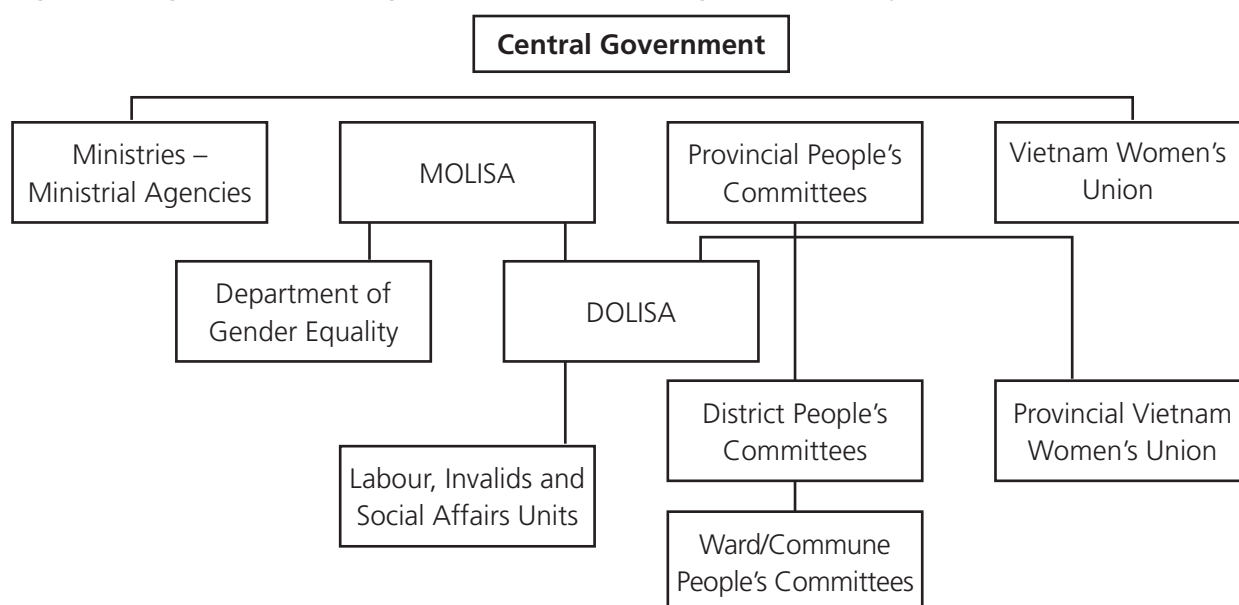 Central Government
Ministries –
Ministrial Agencies
MOLISA
Provincial People's
Committees
Vietnam Women's
Union
Department of
Gender Equality
DOLISA
District People's
Committees
Provincial Vietnam
Women's Union
Labour, Invalids and
Social Affairs Units
Ward/Commune
People's Committees